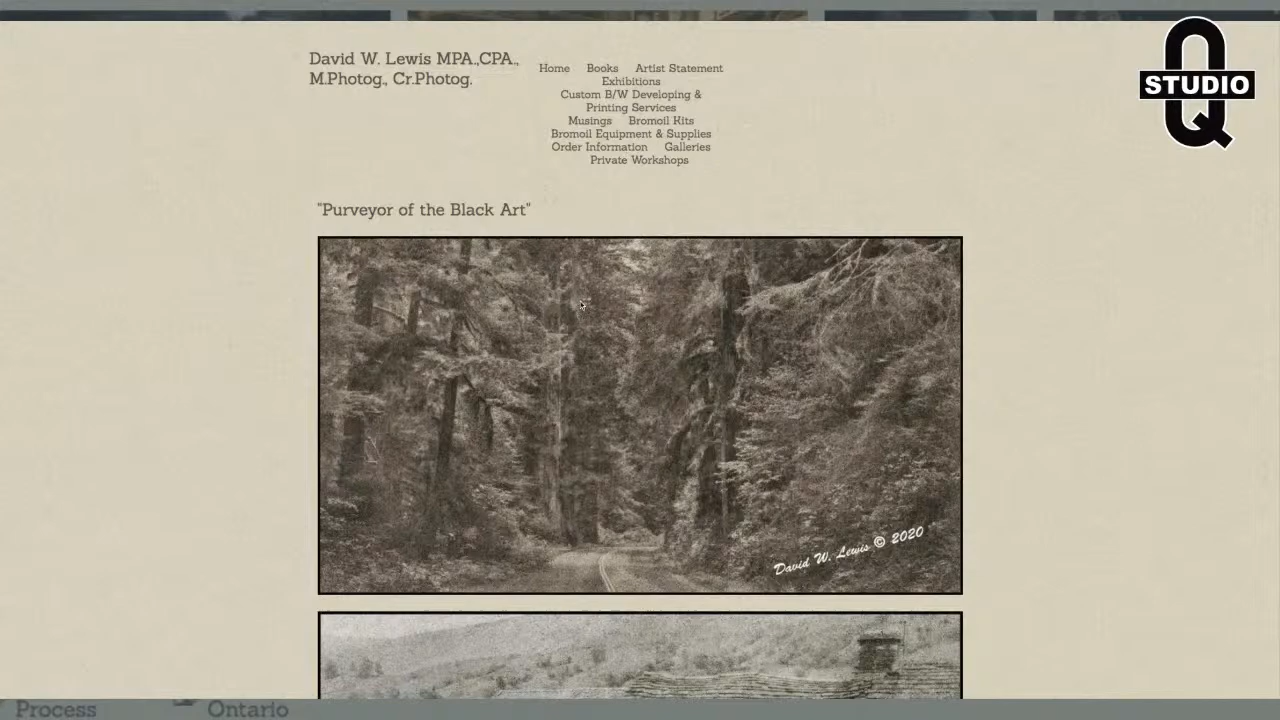 David W. Lewis MPA.,CPA.,
M.Photog., Cr.Photog.
Home Books Artist Statement
Exhibitions
Custom B/W Developing &
Printing Services
Musings Bromoil Kits
Bromoil Equipment & Supplies
Order Information Galleries
Private Workshops
STUDIO
Q
"Purveyor of the Black Art"
David W. Lewis © 2020
Process
Ontario